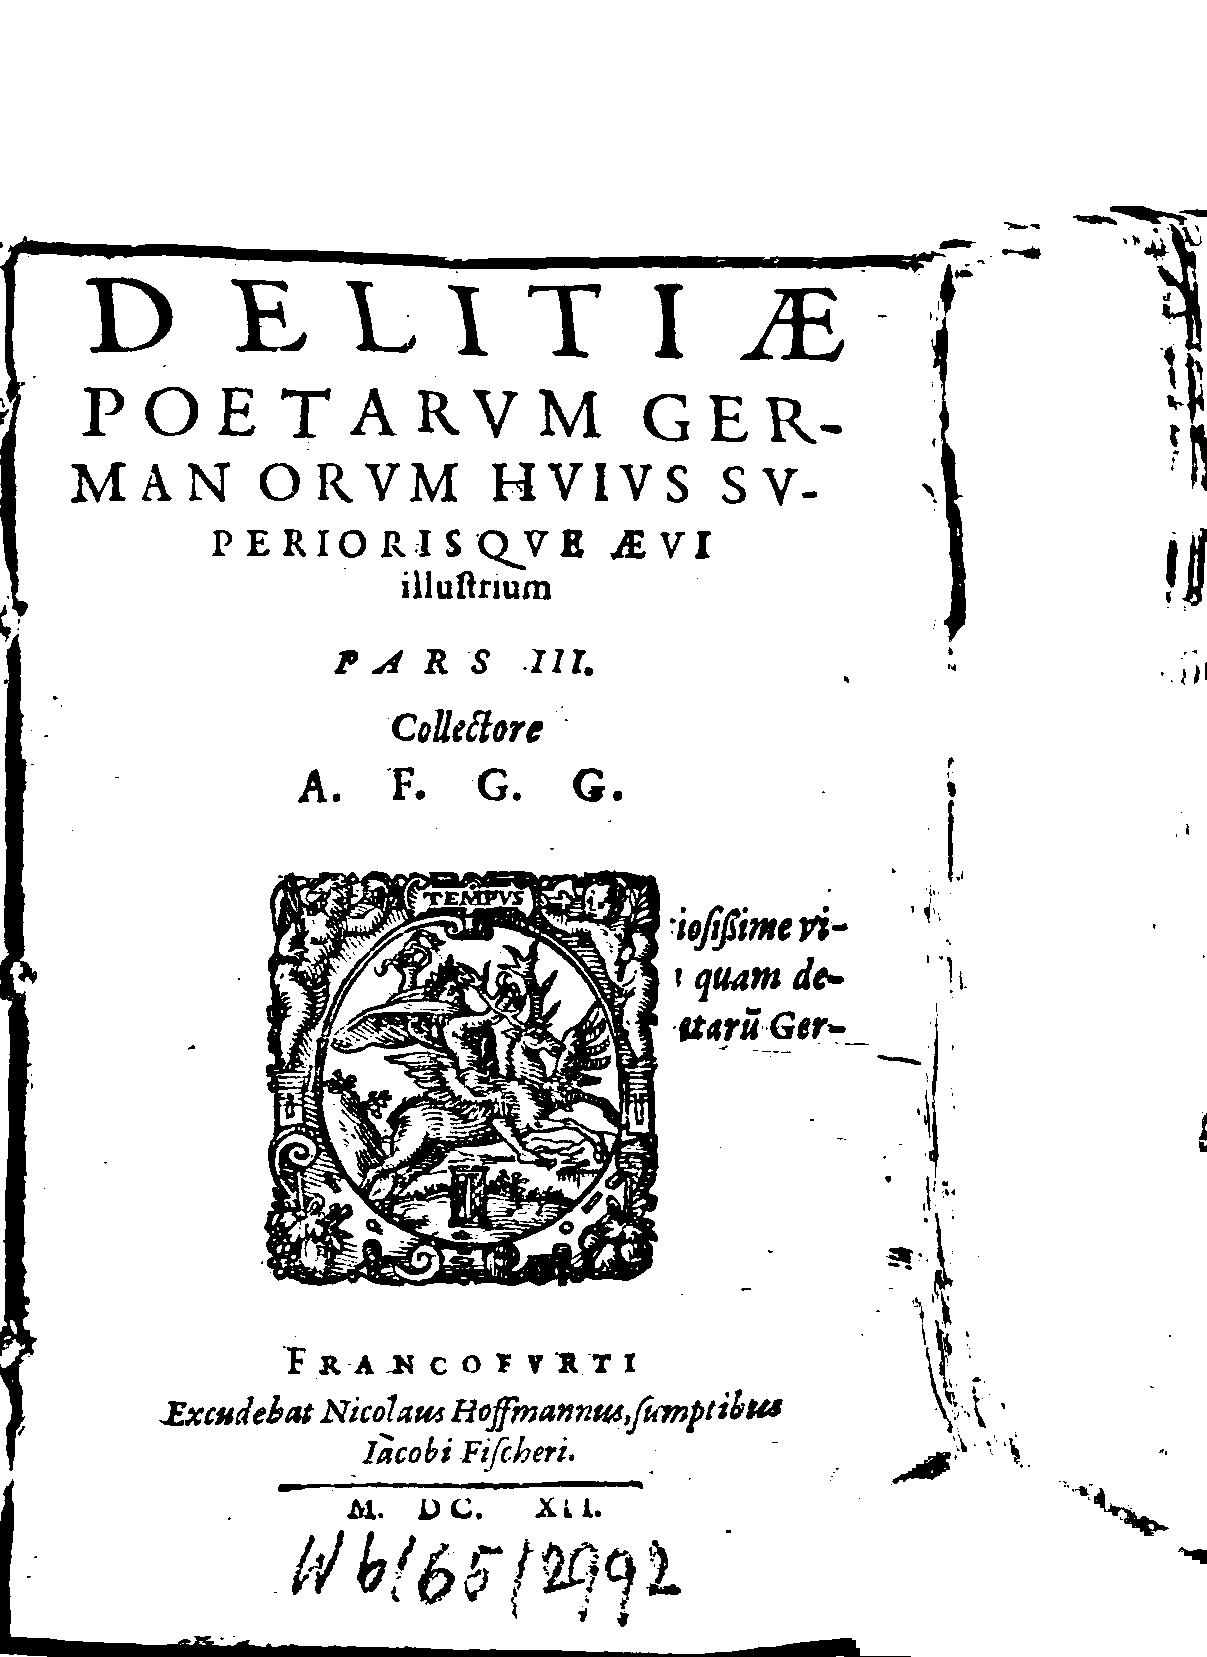 DELITIÆ
POETARVM GER-
MANORVM HVIVS SV-
PERIORISQVE ÆVI
illuſtrium
PARS III.
Collectore
A. F. G. G.
TEMPVS
ioſiſſime vi-
quam de-
etarū Ger-
FRANCOFVRTI
Excudebat Nicolaus Hoffmannus, ſumptibus
Iacobi Fiſcheri.
M. DC. XII.
Wb/65/2992